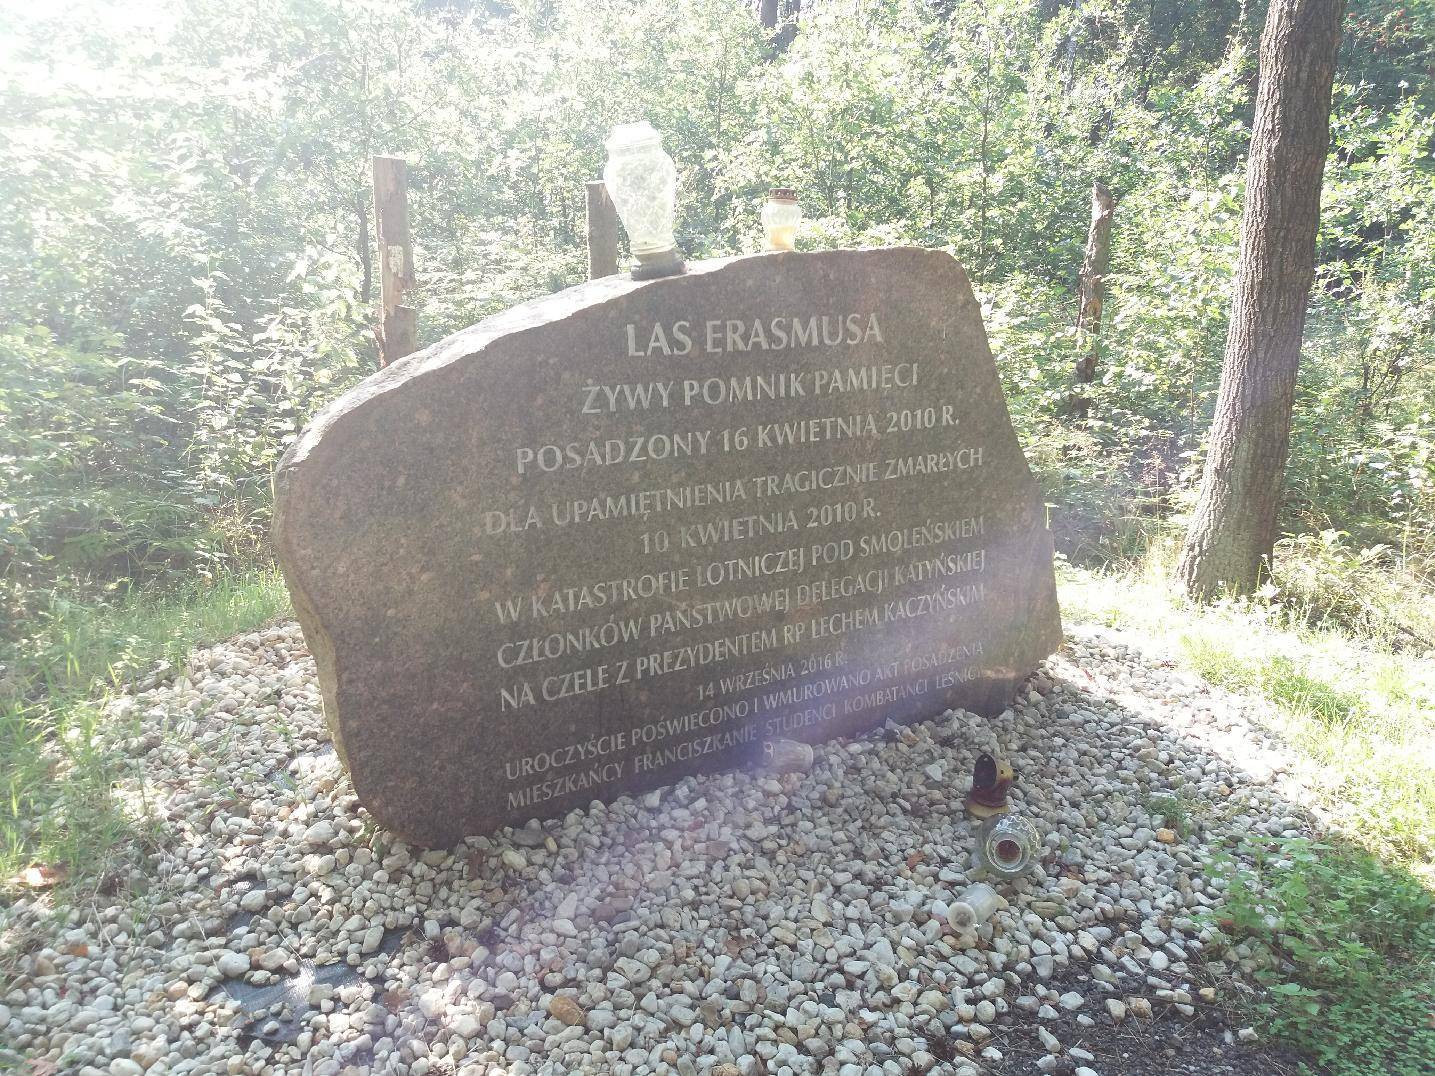 LAS ERASMUSA
ŻYWY POMNIK PAMIĘCI
POSADZONY 16 KWIETNIA 2010 R.
DLA UPAMIĘTNIENIA TRAGICZNIE ZMARŁYCH
10 KWIETNIA 2010 R.
W KATASTROFIE LOTNICZEJ POD SMOLEŃSKIEM
CZŁONKÓW PAŃSTWOWEJ DELEGACJI KATYŃSKIEJ
NA CZELE Z PREZYDENTEM RP LECHEM KACZYŃSKIM
14 WRZEŚNIA 2016 R.
UROCZYŚCIE POŚWIĘCONO I WMUROWANO AKT POSADZENIA
MIESZKAŃCY FRANCISZKANIE STUDENCI KOMBATANCI LEŚNICY